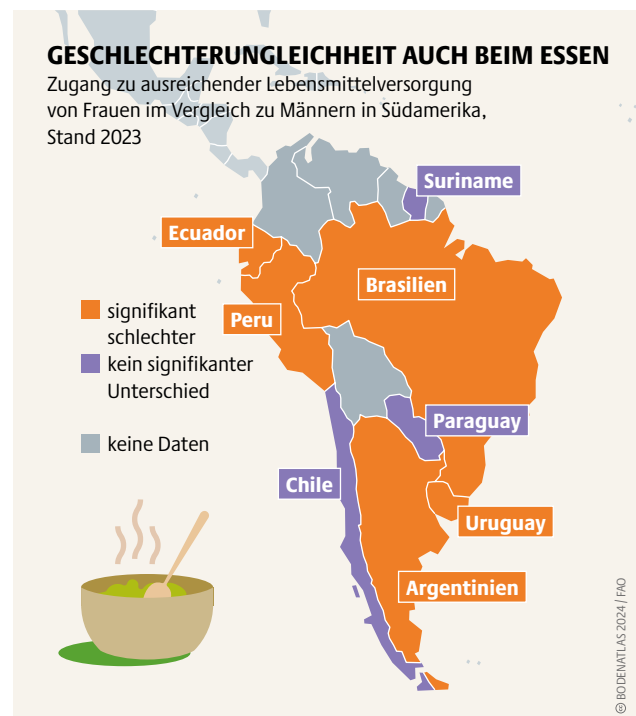 GESCHLECHTERUNGLEICHHEIT AUCH BEIM ESSEN
Zugang zu ausreichender Lebensmittelversorgung
von Frauen im Vergleich zu Männern in Südamerika,
Stand 2023
Suriname
Ecuador
Brasilien
signifikant
schlechter
Peru
kein signifikanter
Unterschied
Paraguay
keine Daten
Chile
Uruguay
Argentinien
© BODENATLAS 2024 / FAO